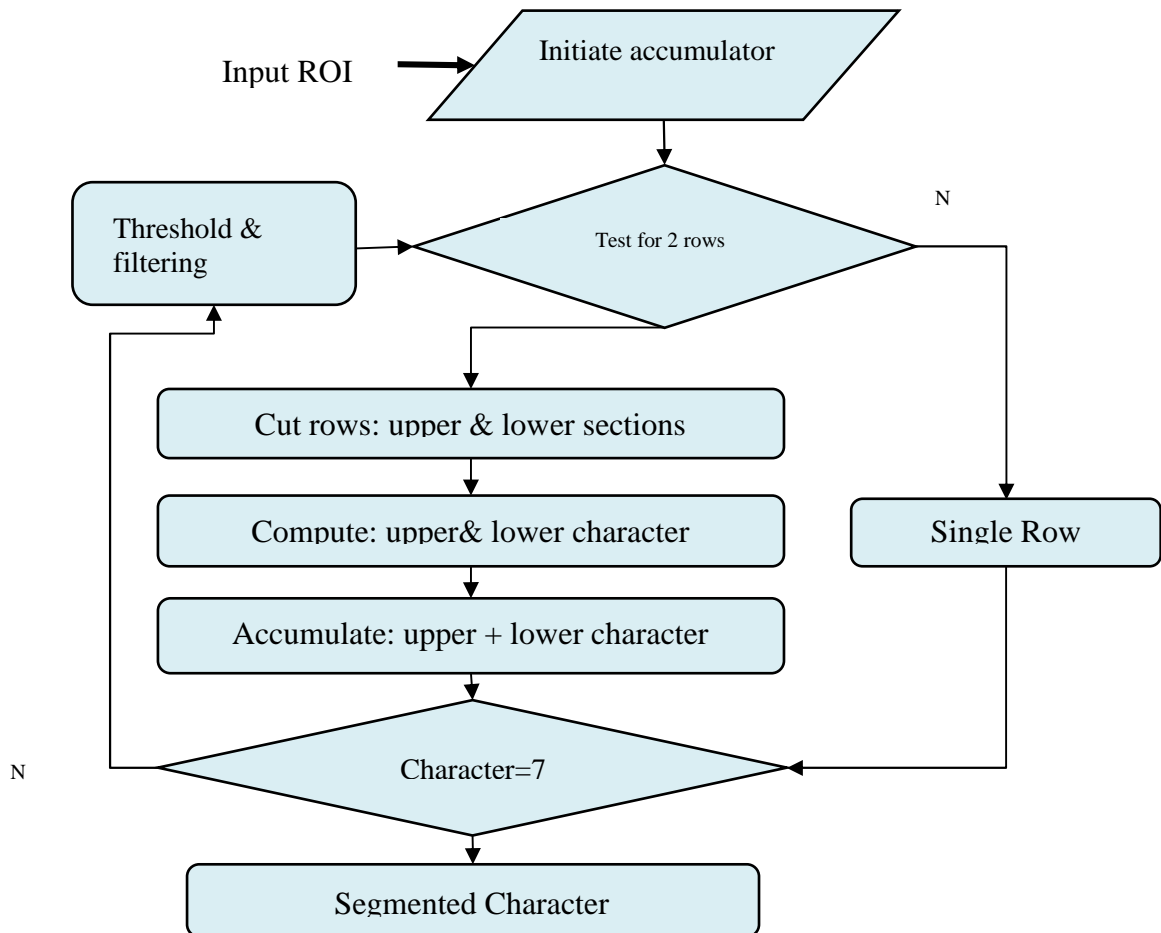 Initiate accumulator
Input ROI
N
Threshold &
filtering
Test for 2 rows
Cut rows: upper & lower sections
Compute: upper& lower character
Single Row
Accumulate: upper + lower character
N
Character=7
Segmented Character